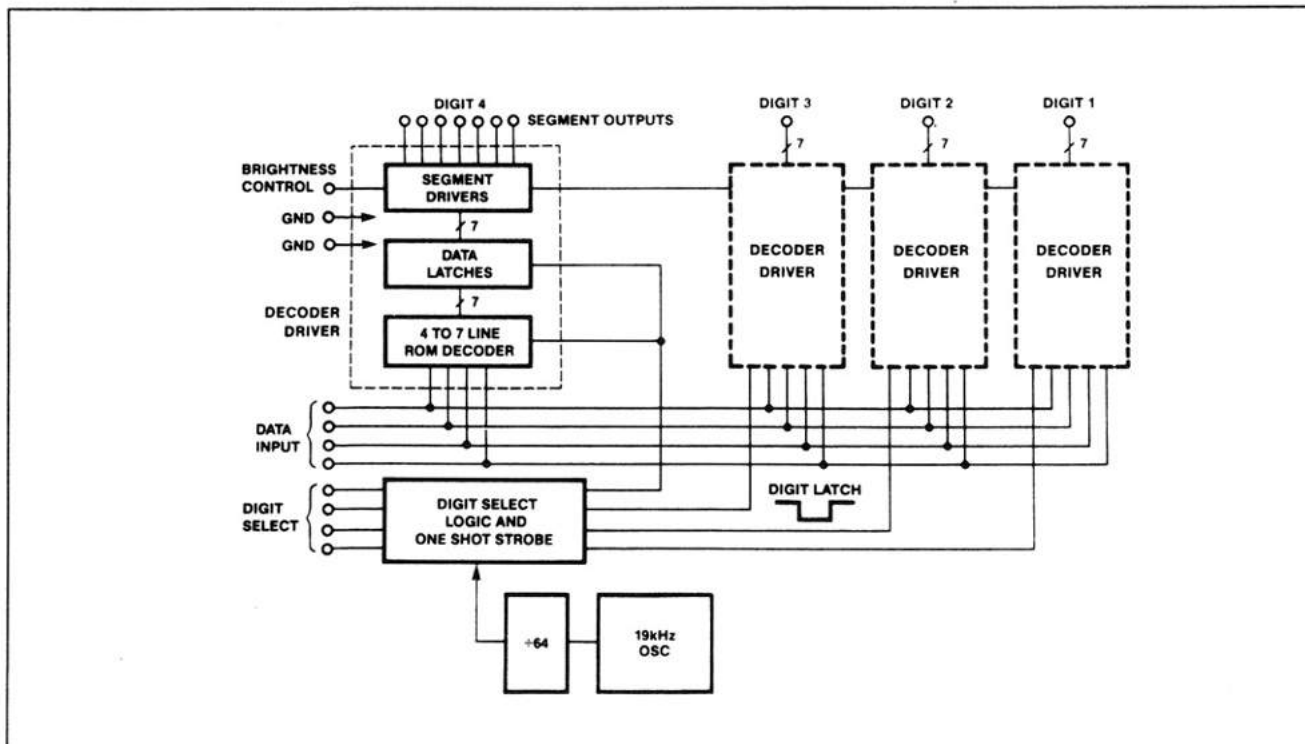 DIGIT 4
SEGMENT OUTPUTS
DIGIT 3
DIGIT 2
DIGIT 1
7
7
7
BRIGHTNESS
CONTROL
SEGMENT
DRIVERS
GND
7
GND
DATA
LATCHES
DECODER
DRIVER
DECODER
DRIVER
DECODER
DRIVER
7
DECODER
DRIVER
4 TO 7 LINE
ROM DECODER
DATA
INPUT
DIGIT
SELECT
DIGIT SELECT
LOGIC AND
ONE SHOT STROBE
DIGIT LATCH
÷64
19kHz
OSC